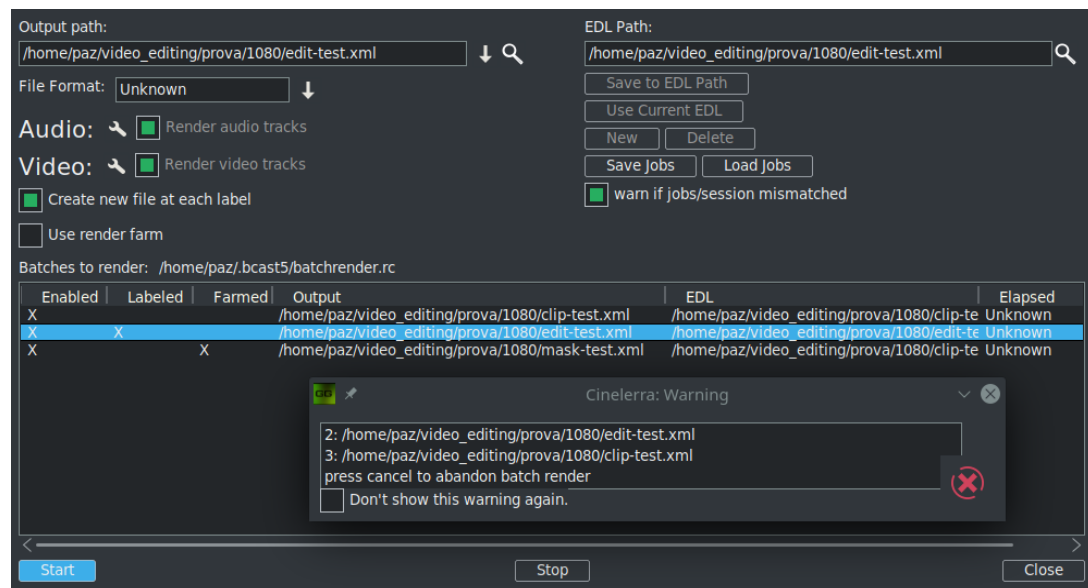 Output path:
/home/paz/video_editing/prova/1080/edit-test.xml
File Format: Unknown
Audio: Render audio tracks
Video: Render video tracks
Create new file at each label
Use render farm
EDL Path:
/home/paz/video_editing/prova/1080/edit-test.xml
Save to EDL Path
Use Current EDL
New Delete
Save Jobs Load Jobs
warn if jobs/session mismatched
Batches to render: /home/paz/.bcast5/batchrender.rc
Enabled Labeled Farmed Output EDL Elapsed
X /home/paz/video_editing/prova/1080/clip-test.xml /home/paz/video_editing/prova/1080/clip-te Unknown
X X /home/paz/video_editing/prova/1080/edit-test.xml /home/paz/video_editing/prova/1080/edit-te Unknown
X X /home/paz/video_editing/prova/1080/mask-test.xml /home/paz/video_editing/prova/1080/clip-te Unknown
Cinelerra: Warning
2: /home/paz/video_editing/prova/1080/edit-test.xml
3: /home/paz/video_editing/prova/1080/clip-test.xml
press cancel to abandon batch render
Don't show this warning again.
Start Stop Close